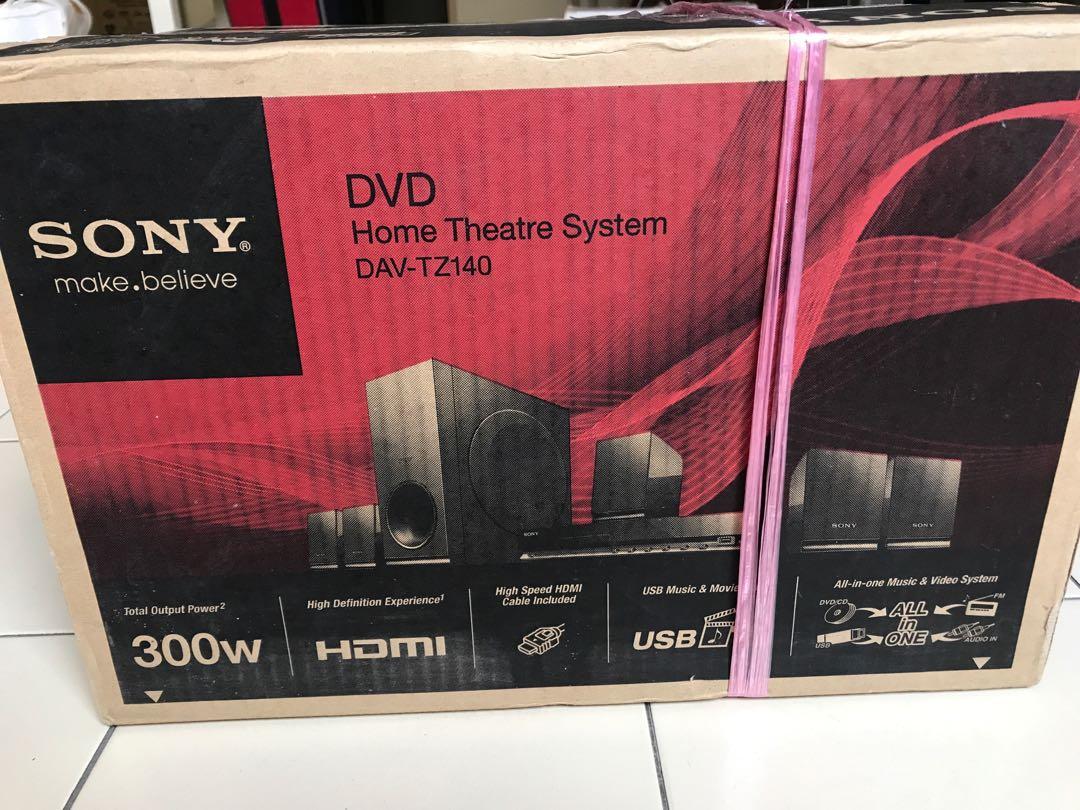 SONY®
make.believe
DVD
Home Theatre System
DAV-TZ140
SONY
SONY
SONY
Total Output Power2
300W
High Definition Experience1
HDMI
High Speed HDMI
Cable Included
USB Music & Movie
USB
All-in-one Music & Video System
DVD/CD
FM
ALL
in
ONE
USB
AUDIO IN